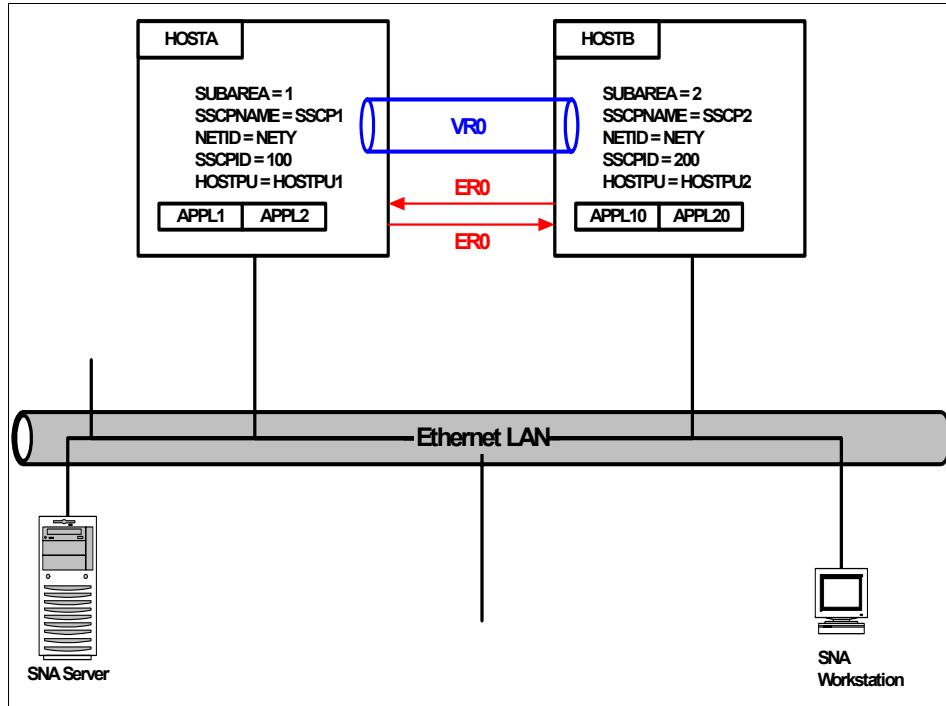 HOSTA
SUBAREA = 1
SSCPNAME = SSCP1
NETID = NETY
SSCPID = 100
HOSTPU = HOSTPU1
APPL1 APPL2
VR0
ER0
ER0
HOSTB
SUBAREA = 2
SSCPNAME = SSCP2
NETID = NETY
SSCPID = 200
HOSTPU = HOSTPU2
APPL10 APPL20
Ethernet LAN
SNA Server
SNA
Workstation